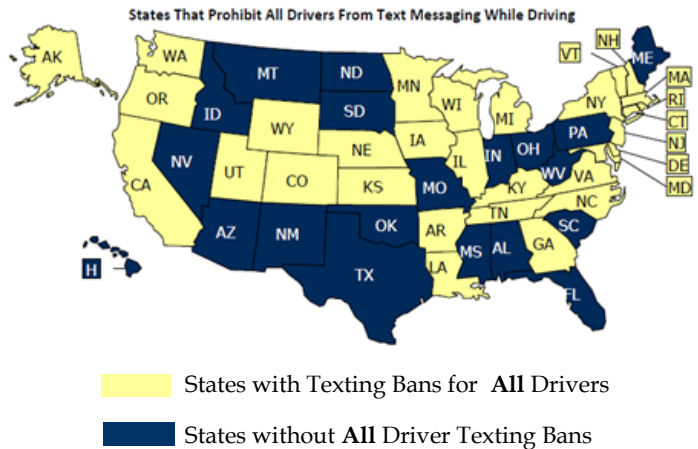 States That Prohibit All Drivers From Text Messaging While Driving
AK
WA
MT
ND
MN
VT
NH
ME
OR
ID
SD
WI
MI
NY
MA
RI
CT
WY
IA
NE
PA
NJ
NV
UT
CO
KS
IL
IN
OH
WV
VA
DE
MD
CA
MO
KY
NC
TN
AZ
NM
OK
AR
SC
MS
AL
GA
H
TX
LA
FL
States with Texting Bans for All Drivers
States without All Driver Texting Bans